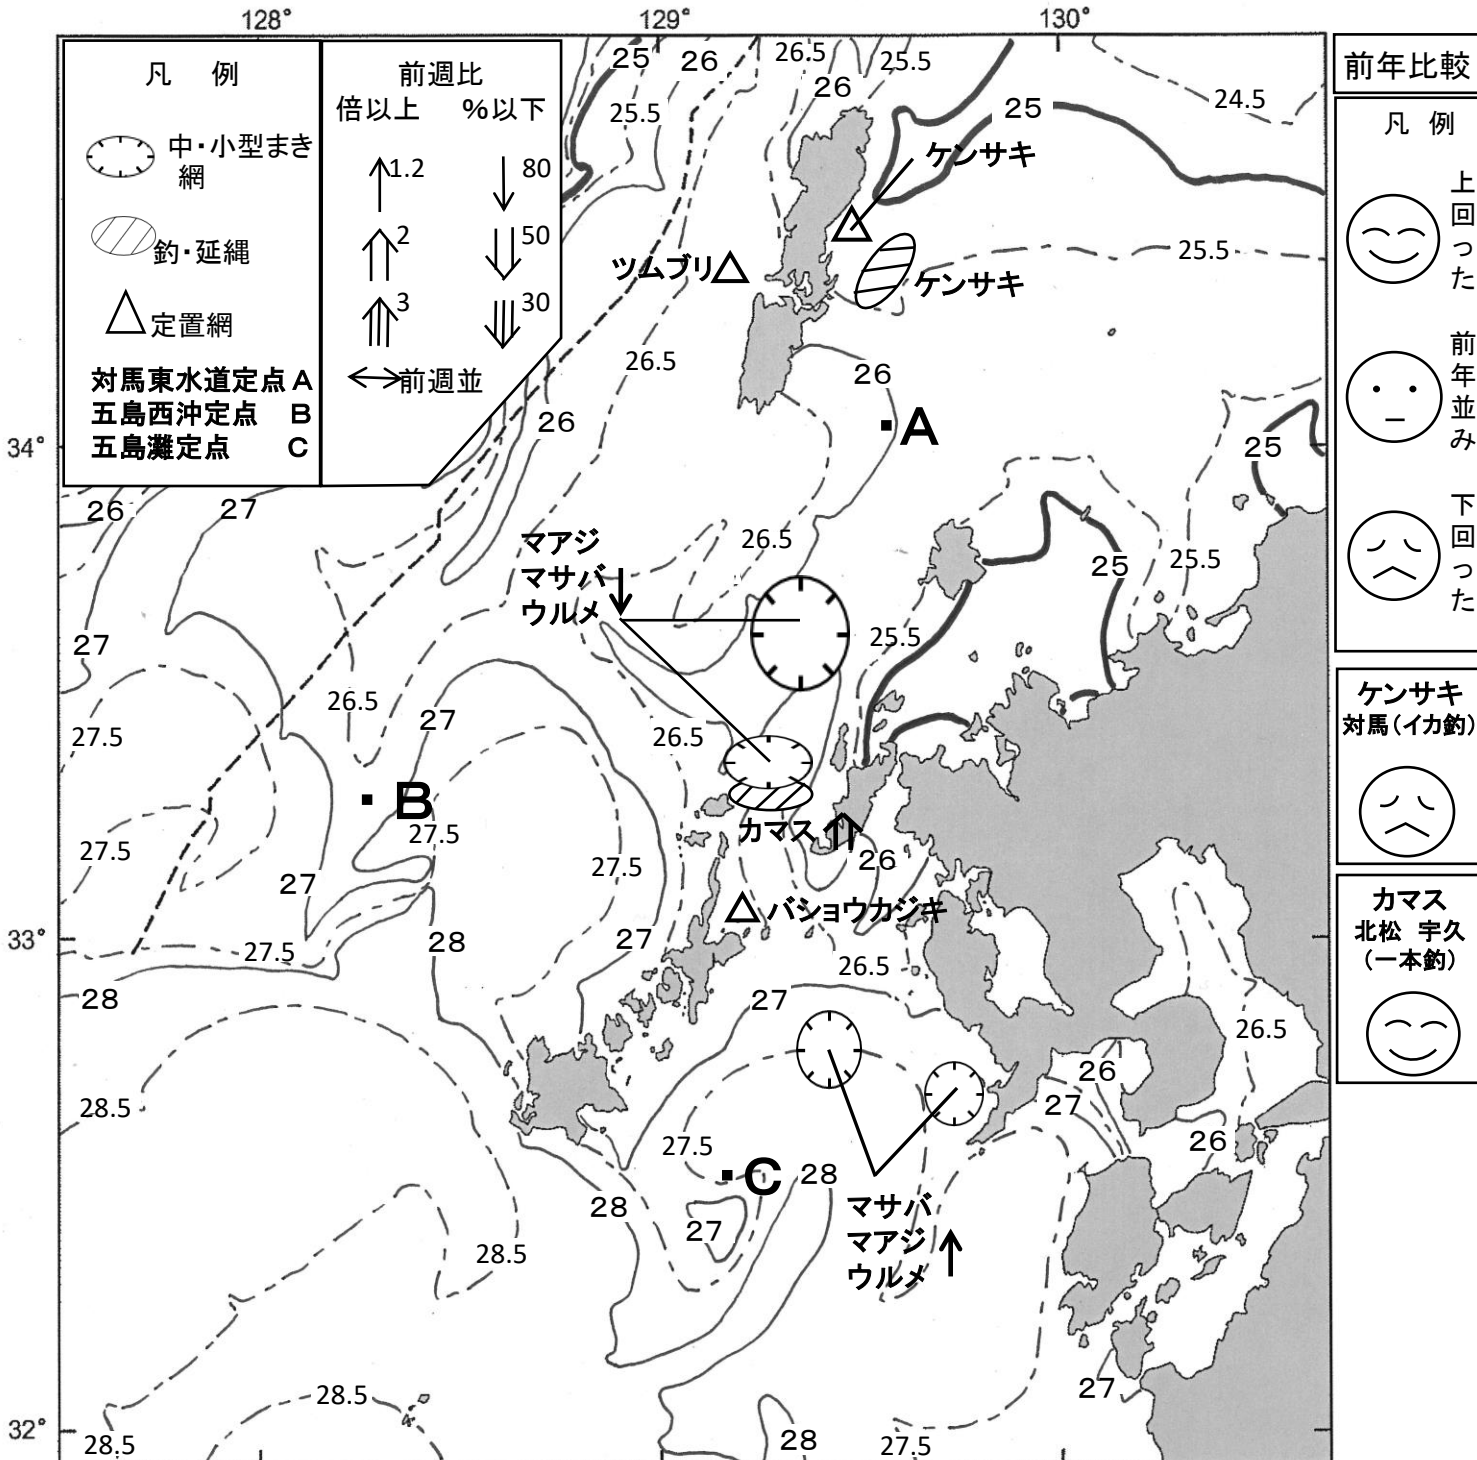 128°
129°
130°
凡 例
中・小型まき
網
釣・延縄
定置網
対馬東水道定点 A
五島西沖定点 B
五島灘定点 C
前週比
倍以上 %以下
1.2 80
2 50
3 30
前週並
前年比較
凡 例
上回った
前年並み
下回った
ケンサキ
対馬(イカ釣)
カマス
北松 宇久
(一本釣)
25
26
26.5
26
25.5
25.5
25
24.5
ケンサキ
ツムブリ
ケンサキ
25.5
26.5
26
26
A
34°
25
26
27
マアジ
マサバ
ウルメ
26.5
25
25.5
25.5
27
27.5
26.5
27
26.5
B
27.5
27.5
27.5
カマス
26
27
バショウカジキ
33°
27.5
28
27
26.5
28
27
26.5
26
27
28.5
26
27.5
C
28
28
27
マサバ
マアジ
ウルメ
28.5
28.5
27
32°
28.5
28
27.5